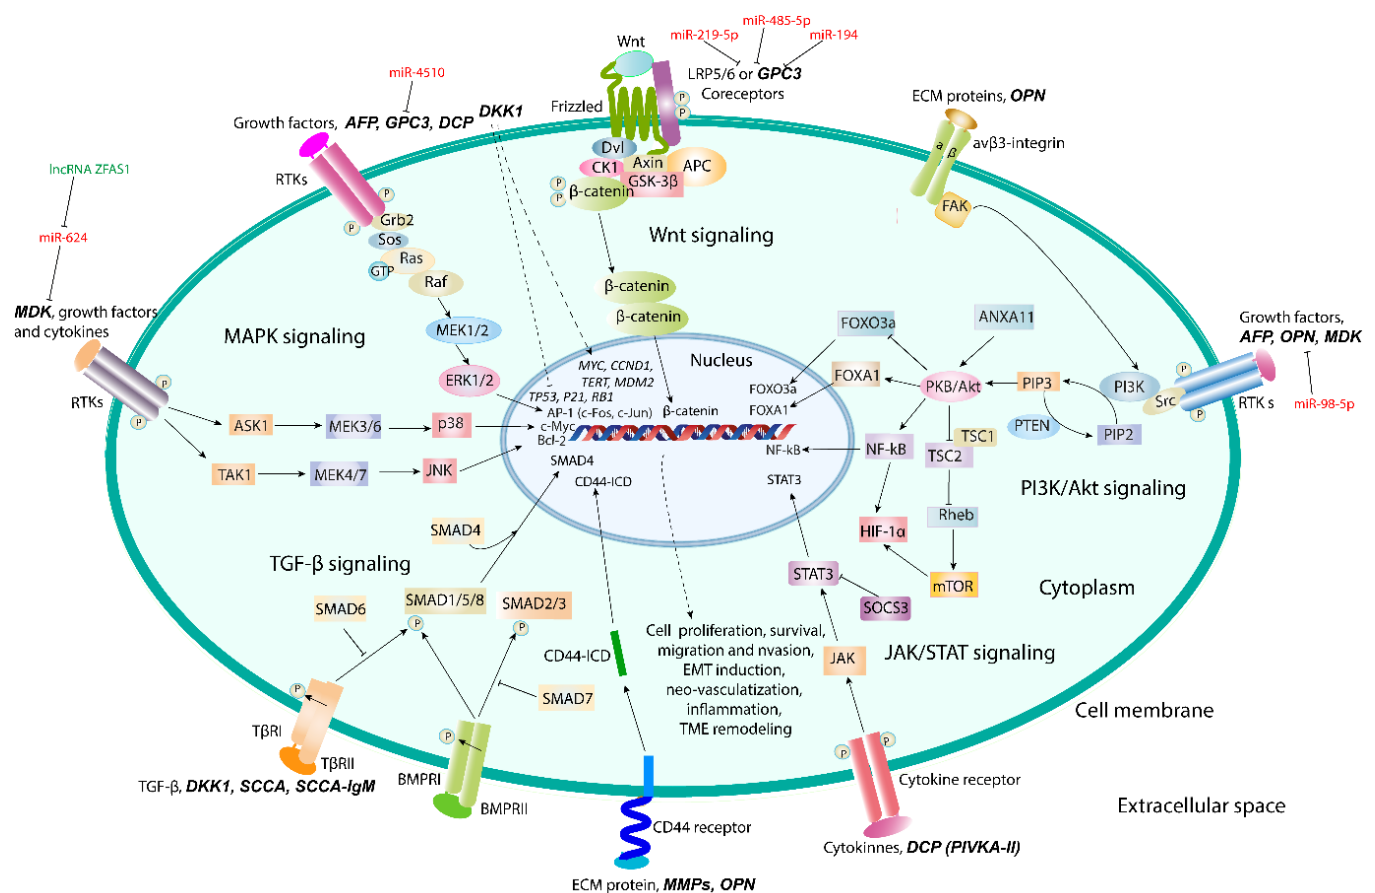 miR-485-5p
miR-219-5p
miR-194
Wnt
LRP5/6 or GPC3
Coreceptors
Frizzled
P
P
miR-4510
Growth factors, AFP, GPC3, DCP
DKK1
ECM proteins, OPN
avβ3-integrin
a β
FAK
lncRNA ZFAS1
miR-624
MDK, growth factors
and cytokines
RTKs
P
P
RTKs
P
P
Grb2
Sos
Ras
GTP
Raf
MEK1/2
ERK1/2
MAPK signaling
ASK1
MEK3/6
p38
TAK1
MEK4/7
JNK
Dvl
CK1
Axin
APC
GSK-3β
β-catenin
P
P
Wnt signaling
β-catenin
β-catenin
Nucleus
MYC, CCND1,
TERT, MDM2
TP53, P21, RB1
AP-1 (c-Fos, c-Jun)
c-Myc
Bcl-2
β-catenin
FOXO3a
FOXA1
NF-kB
SMAD4
CD44-ICD
STAT3
FOXO3a
ANXA11
FOXA1
PKB/Akt
PIP3
PI3K
Src
P
P
PTEN
PIP2
Growth factors,
AFP, OPN, MDK
RTK s
miR-98-5p
NF-kB
TSC1
TSC2
PI3K/Akt signaling
HIF-1α
Rheb
mTOR
Cytoplasm
STAT3
SOCS3
JAK
JAK/STAT signaling
Cell membrane
P
P
Cytokine receptor
Cytokinnes, DCP (PIVKA-II)
Extracellular space
SMAD4
TGF-β signaling
SMAD6
SMAD1/5/8
P
SMAD2/3
P
SMAD7
P
TβRI
TβRII
TGF-β, DKK1, SCCA, SCCA-IgM
P
BMPRI
BMPRII
CD44-ICD
CD44 receptor
ECM protein, MMPs, OPN
Cell proliferation, survival,
migration and nvasion,
EMT induction,
neo-vasculatization,
inflammation,
TME remodeling